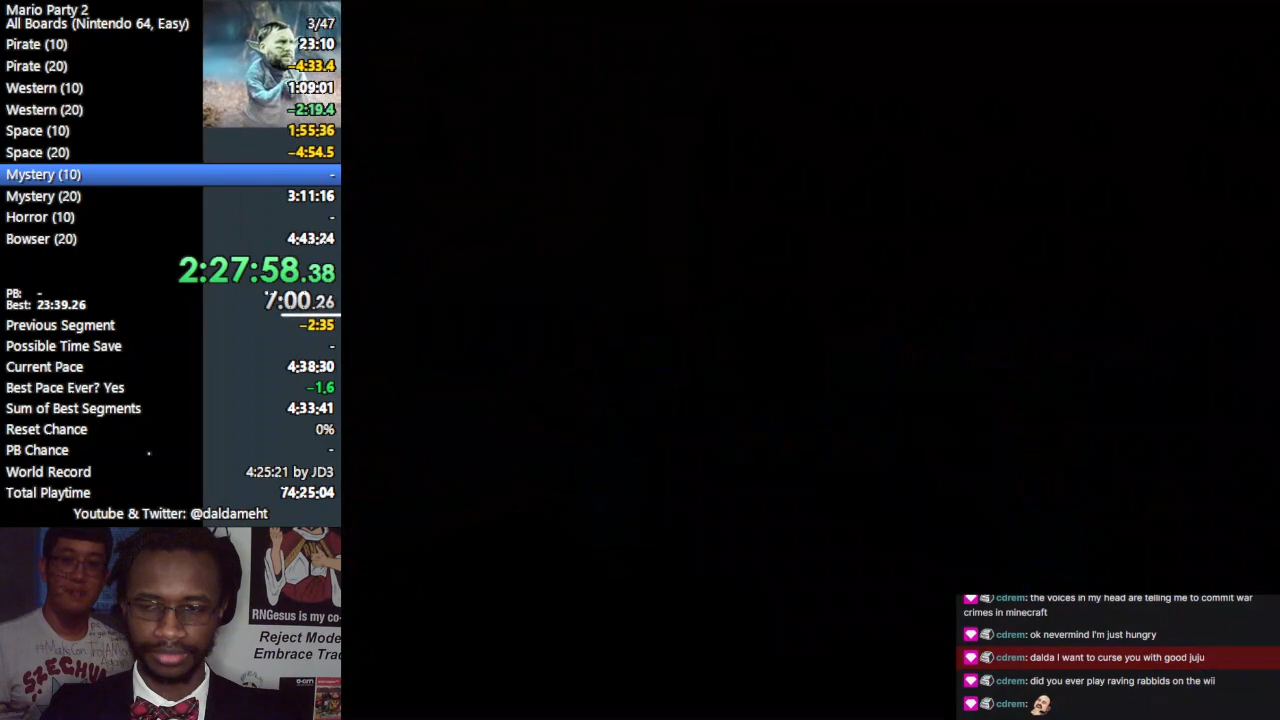 Mario Party 2
All Boards (Nintendo 64, Easy) 3/47
Pirate (10) 23:10
Pirate (20) −4:33.4
Western (10) 1:09:01
Western (20) −2:19.4
Space (10) 1:55:36
Space (20) −4:54.5
Mystery (10) -
Mystery (20) 3:11:16
Horror (10) -
Bowser (20) 4:43:24
2:27:58.38
PB: -
Best: 23:39.26
7:00.26
Previous Segment −2:35
Possible Time Save -
Current Pace 4:38:30
Best Pace Ever? Yes −1.6
Sum of Best Segments 4:33:41
Reset Chance 0%
PB Chance -
World Record 4:25:21 by JD3
Total Playtime 74:25:04
Youtube & Twitter: @daldameht
RNGesus is my co-
Reject Mode
Embrace Trad
SZECHU
cdrem: the voices in my head are telling me to commit war
crimes in minecraft
cdrem: ok nevermind I'm just hungry
cdrem: dalda I want to curse you with good juju
cdrem: did you ever play raving rabbids on the wii
cdrem: